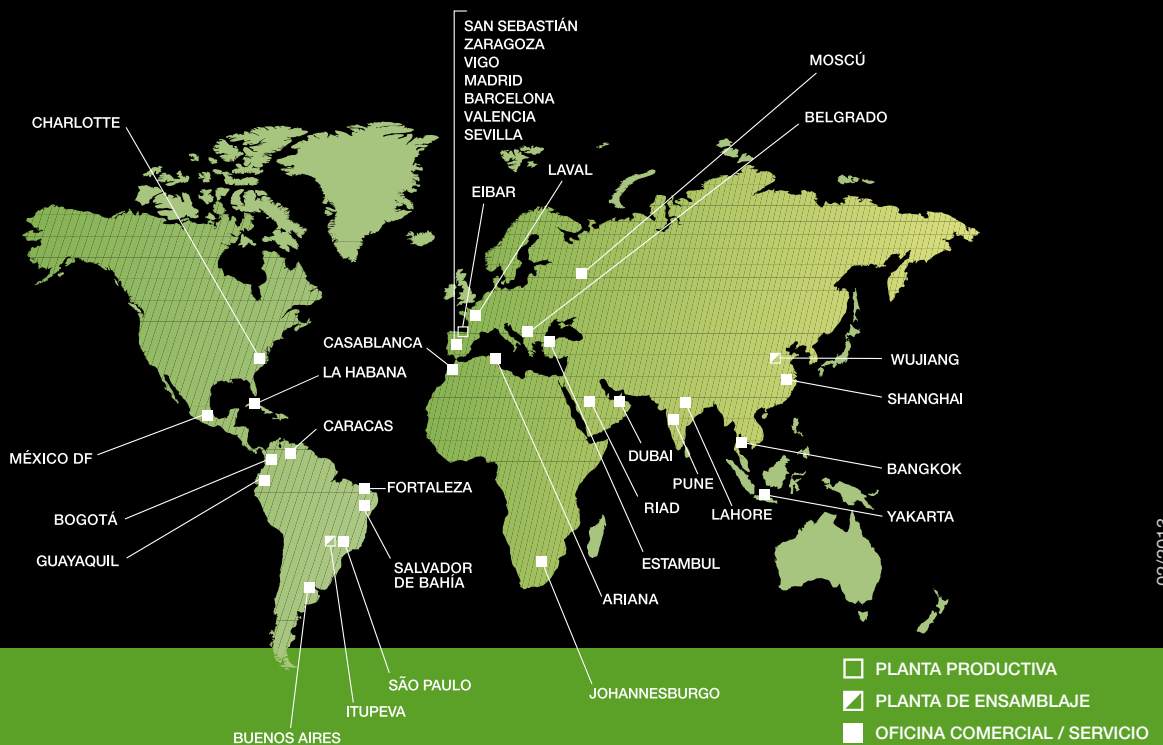 SAN SEBASTIÁN
ZARAGOZA
VIGO
MADRID
BARCELONA
VALENCIA
SEVILLA
MOSCÚ
BELGRADO
CHARLOTTE
LAVAL
EIBAR
CASABLANCA
LA HABANA
WUJIANG
SHANGHAI
CARACAS
MÉXICO DF
DUBAI
BANGKOK
PUNE
FORTALEZA
RIAD
LAHORE
YAKARTA
BOGOTÁ
GUAYAQUIL
SALVADOR
DE BAHÍA
ESTAMBUL
ARIANA
SÃO PAULO
JOHANNESBURGO
ITUPEVA
BUENOS AIRES
PLANTA PRODUCTIVA
PLANTA DE ENSAMBLAJE
OFICINA COMERCIAL / SERVICIO